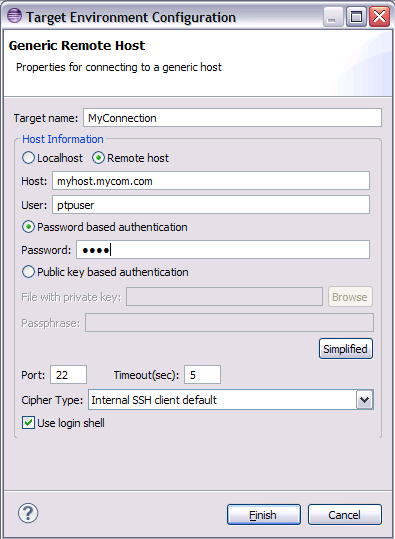 Target Environment Configuration
Generic Remote Host
Properties for connecting to a generic host
Target name: MyConnection
Host Information
Localhost Remote host
Host: myhost.mycom.com
User: ptpuser
Password based authentication
Password: ●●●●
Public key based authentication
File with private key: Browse
Passphrase:
Simplified
Port: 22 Timeout(sec): 5
Cipher Type: Internal SSH client default
Use login shell
? Finish Cancel